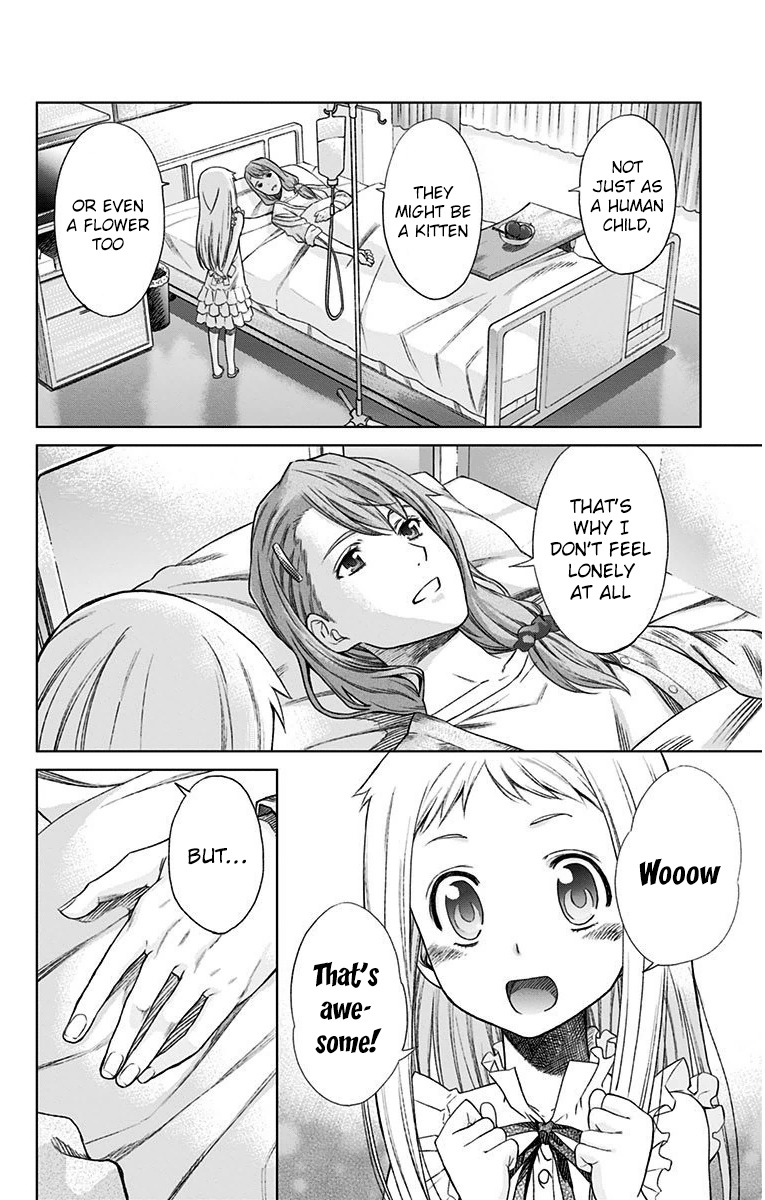 NOT
JUST AS
A HUMAN
CHILD,
THEY
MIGHT BE
A KITTEN
OR EVEN
A FLOWER
TOO
THAT'S
WHY I
DON'T FEEL
LONELY
AT ALL
Wooow
That's
awe-
some!
BUT...